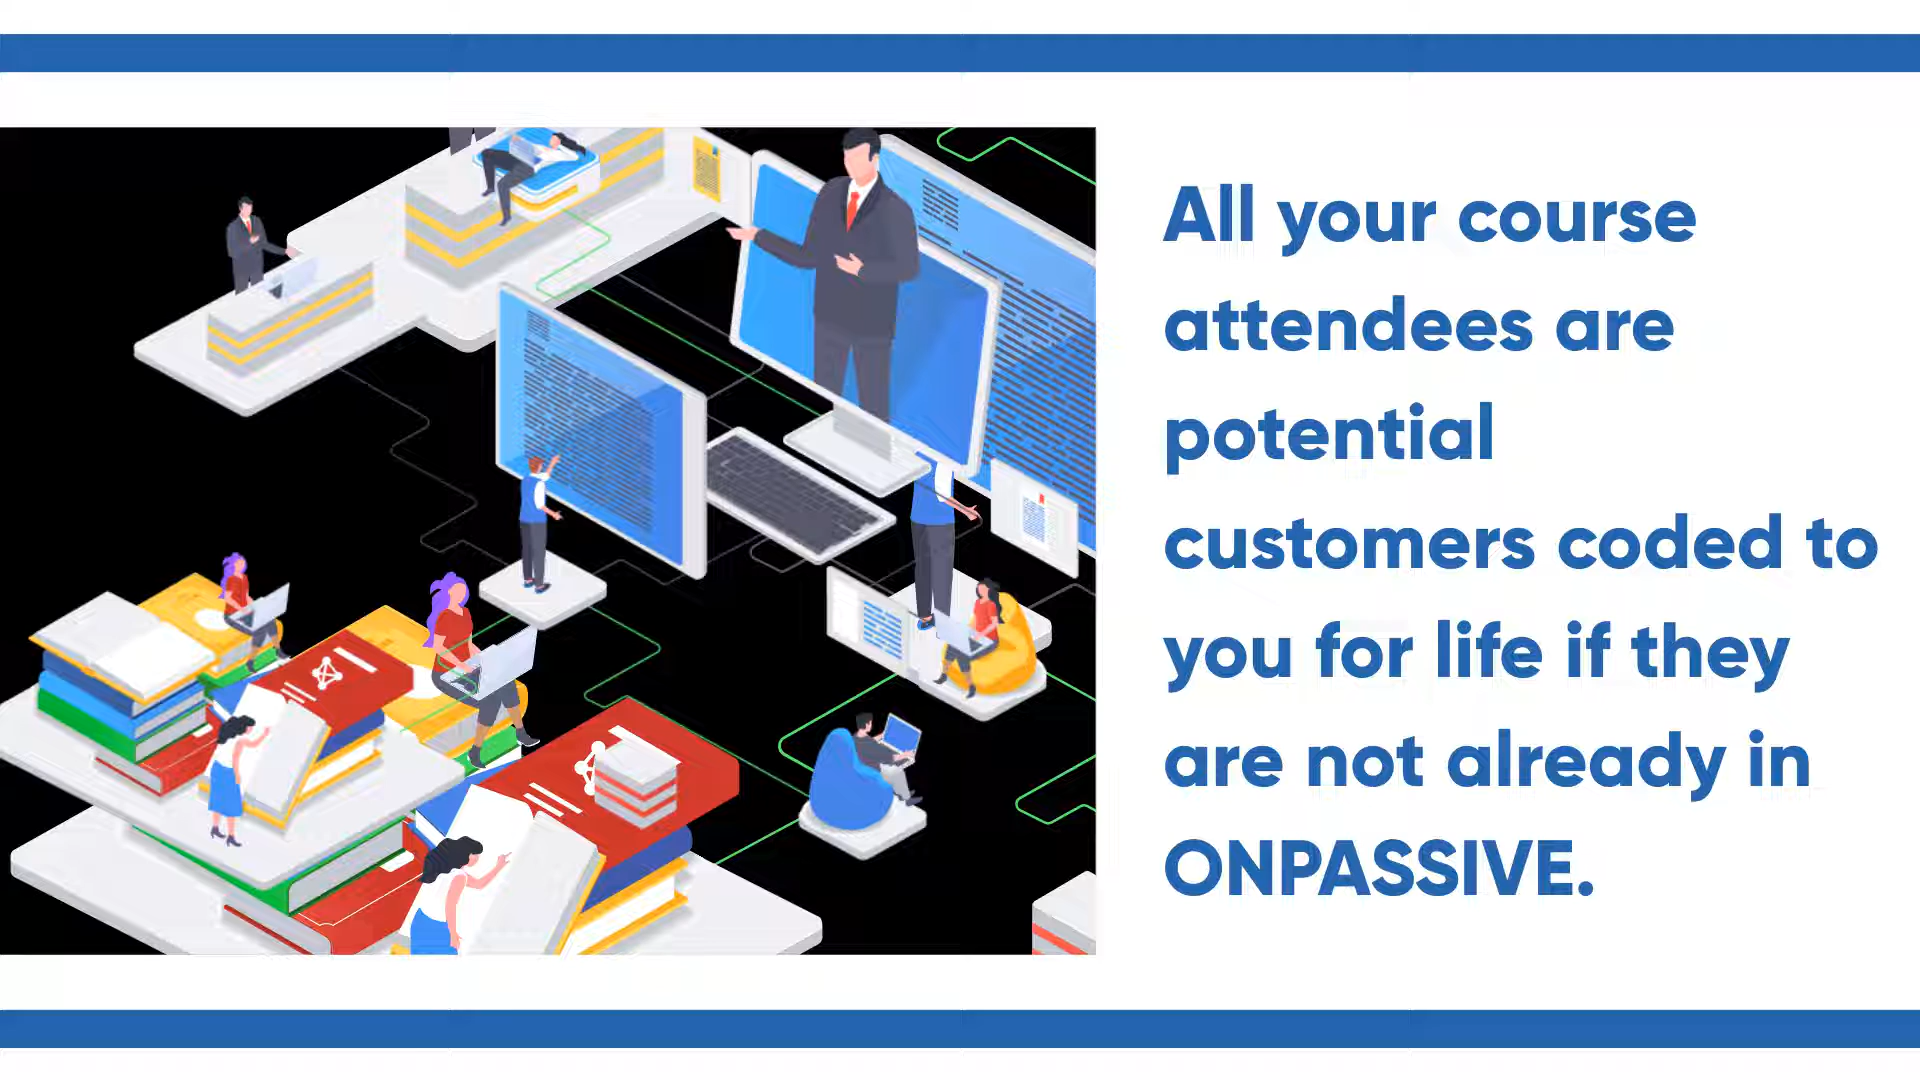 All your course
attendees are
potential
customers coded to
you for life if they
are not already in
ONPASSIVE.